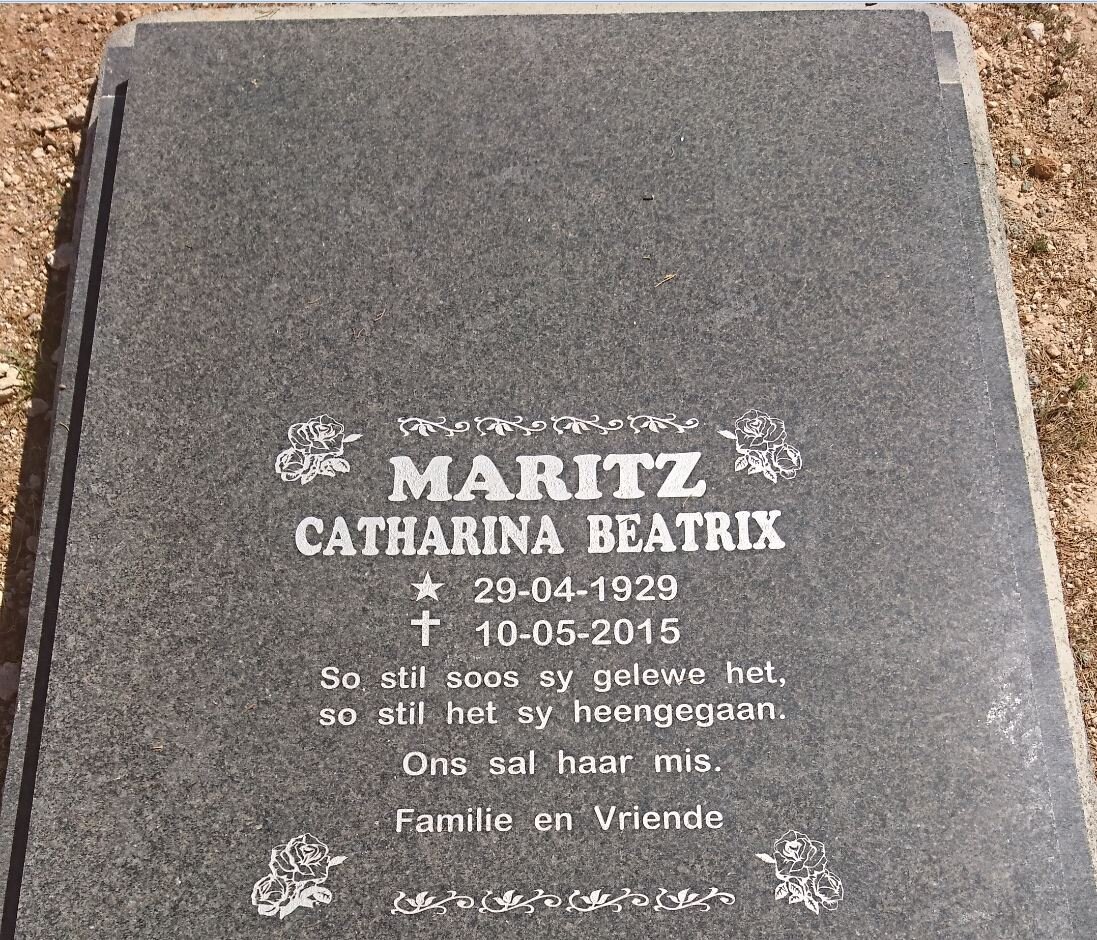 MARITZ
CATHARINA BEATRIX
★ 29-04-1929
✝ 10-05-2015
So stil soos sy gelewe het,
so stil het sy heengegaan.
Ons sal haar mis.
Familie en Vriende